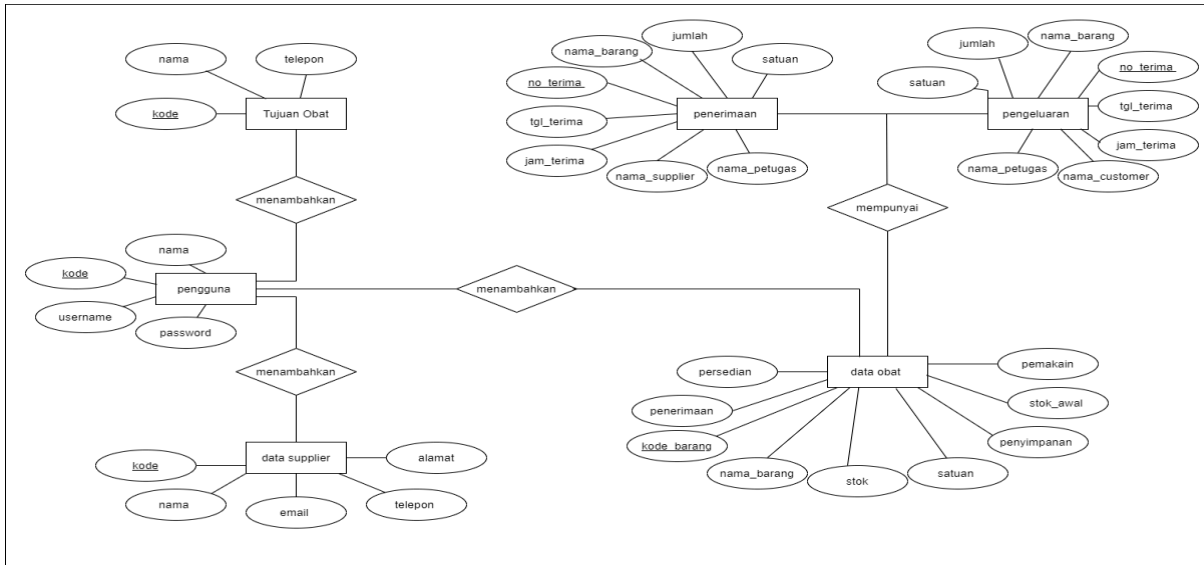 nama
telepon
kode
Tujuan Obat
menambahkan
nama
kode
pengguna
username
password
menambahkan
kode
data supplier
alamat
nama
email
telepon
menambahkan
nama_barang
jumlah
satuan
no_terima
penerimaan
tgl_terima
jam_terima
nama_supplier
nama_petugas
jumlah
nama_barang
satuan
no_terima
pengeluaran
tgl_terima
jam_terima
nama_petugas
nama_customer
mempunyai
persedian
data obat
pemakain
penerimaan
stok_awal
kode_barang
penyimpanan
nama_barang
stok
satuan